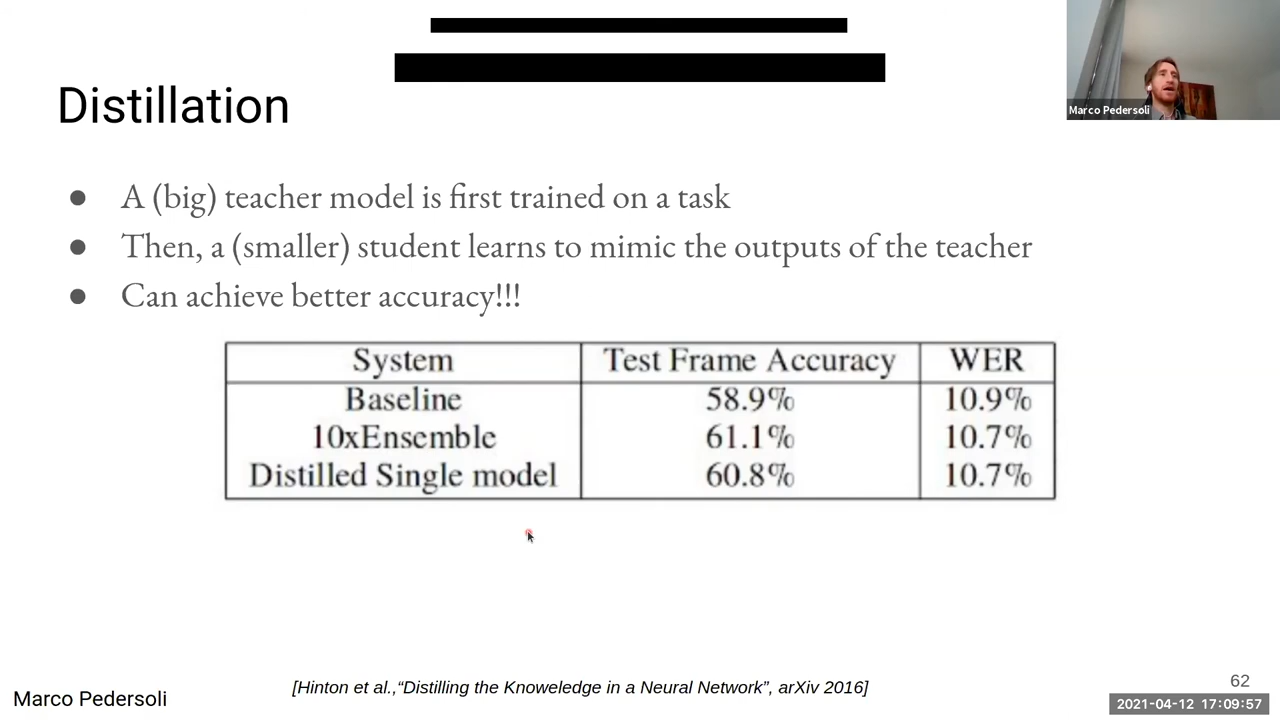 Marco Pedersoli
Distillation
● A (big) teacher model is first trained on a task
● Then, a (smaller) student learns to mimic the outputs of the teacher
● Can achieve better accuracy!!!
System Test Frame Accuracy WER
Baseline 58.9% 10.9%
10xEnsemble 61.1% 10.7%
Distilled Single model 60.8% 10.7%
[Hinton et al.,“Distilling the Knoweledge in a Neural Network”, arXiv 2016]
62
Marco Pedersoli
2021-04-12 17:09:57